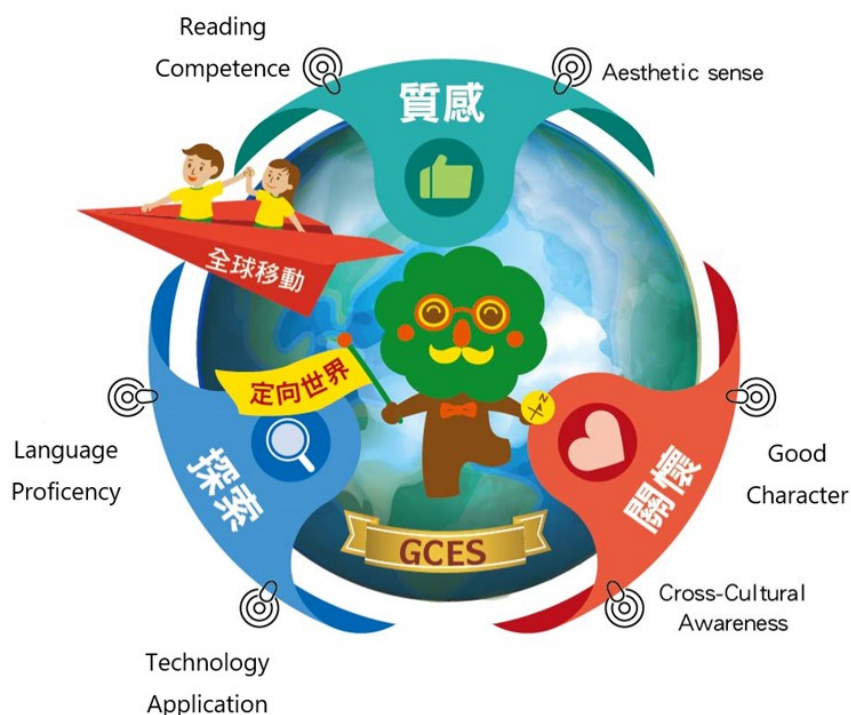 Reading
Competence
Aesthetic sense
質感
全球移動
定向世界
N
Language
Proficency
探索
關懷
Good
Character
GCES
Cross-Cultural
Awareness
Technology
Application